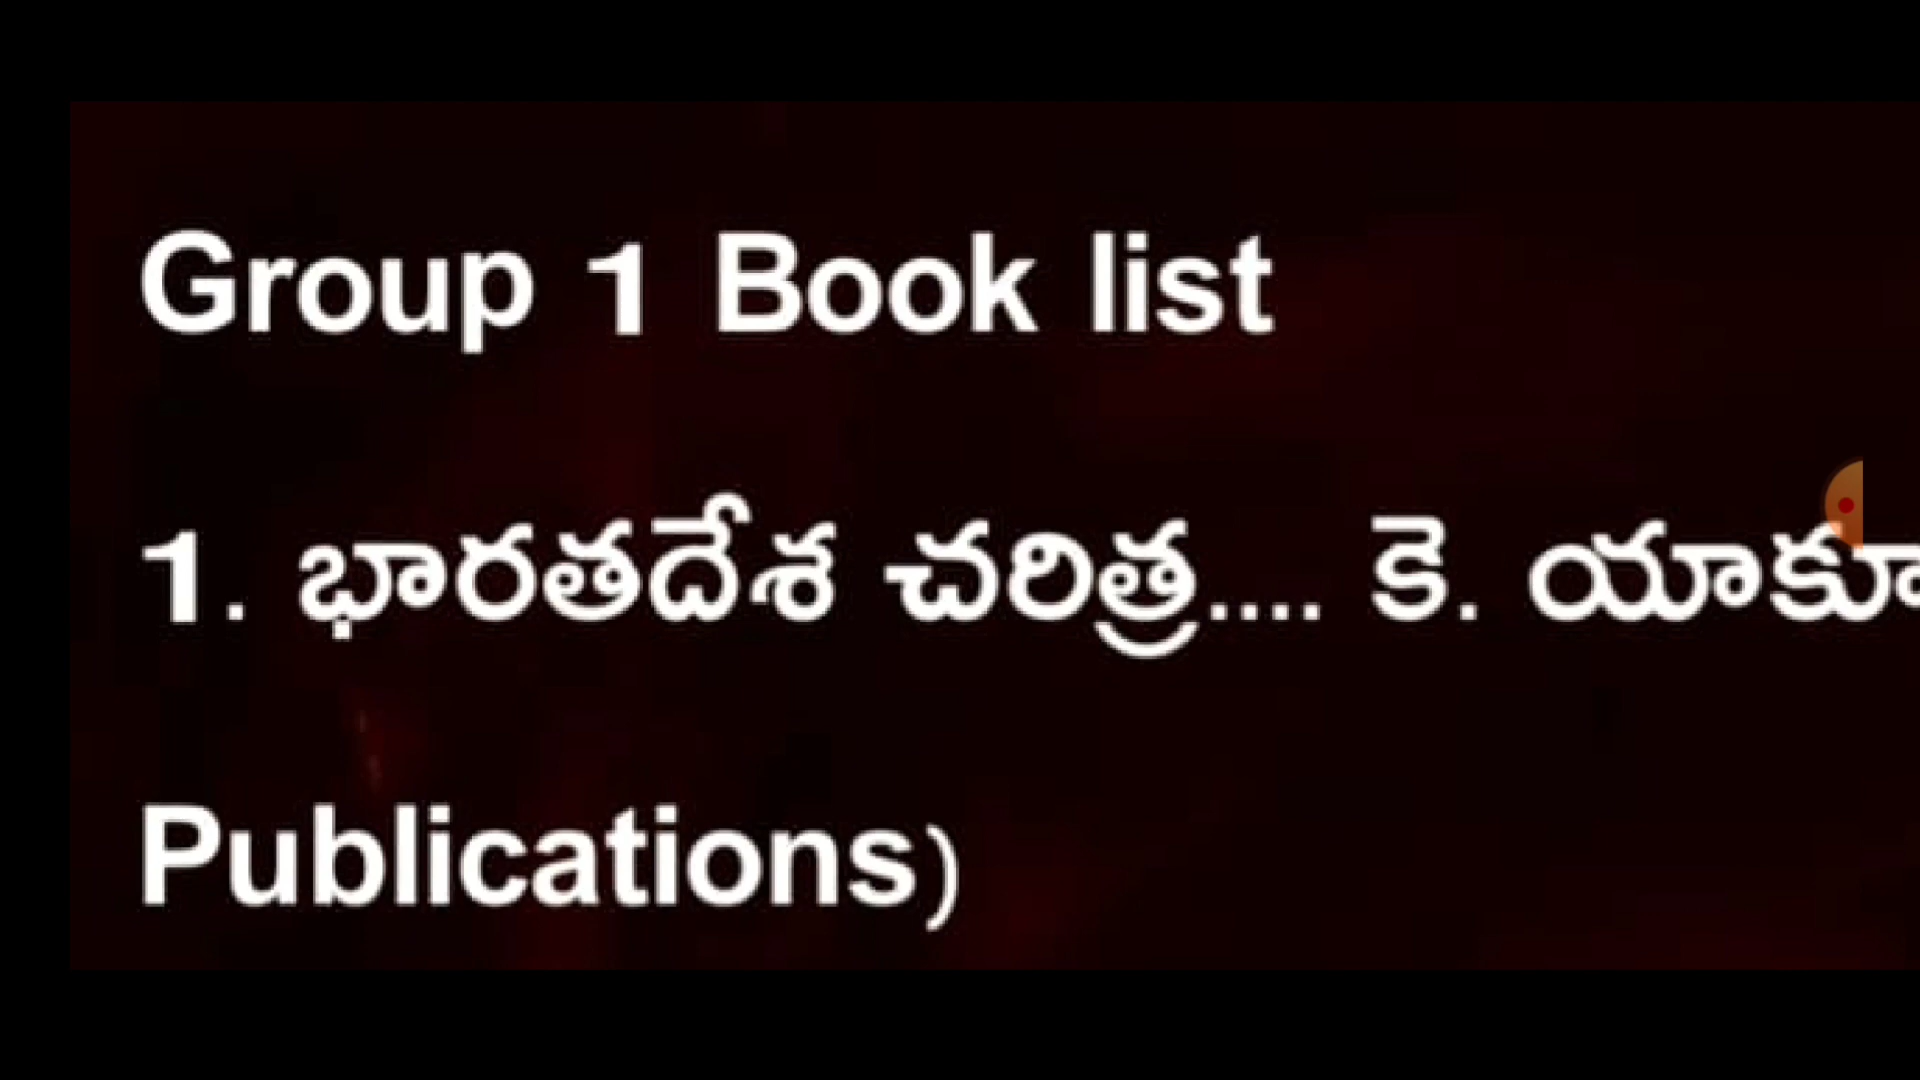 Group 1 Book list
1. భారతదేశ చరిత్ర.... కె.
Publications)